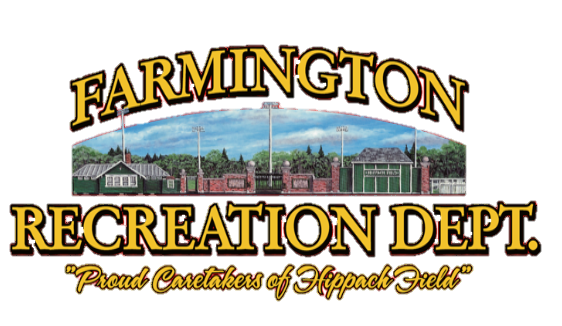 FARMINGTON
RECREATION DEPT.
"Proud Caretakers of Hippach Field"